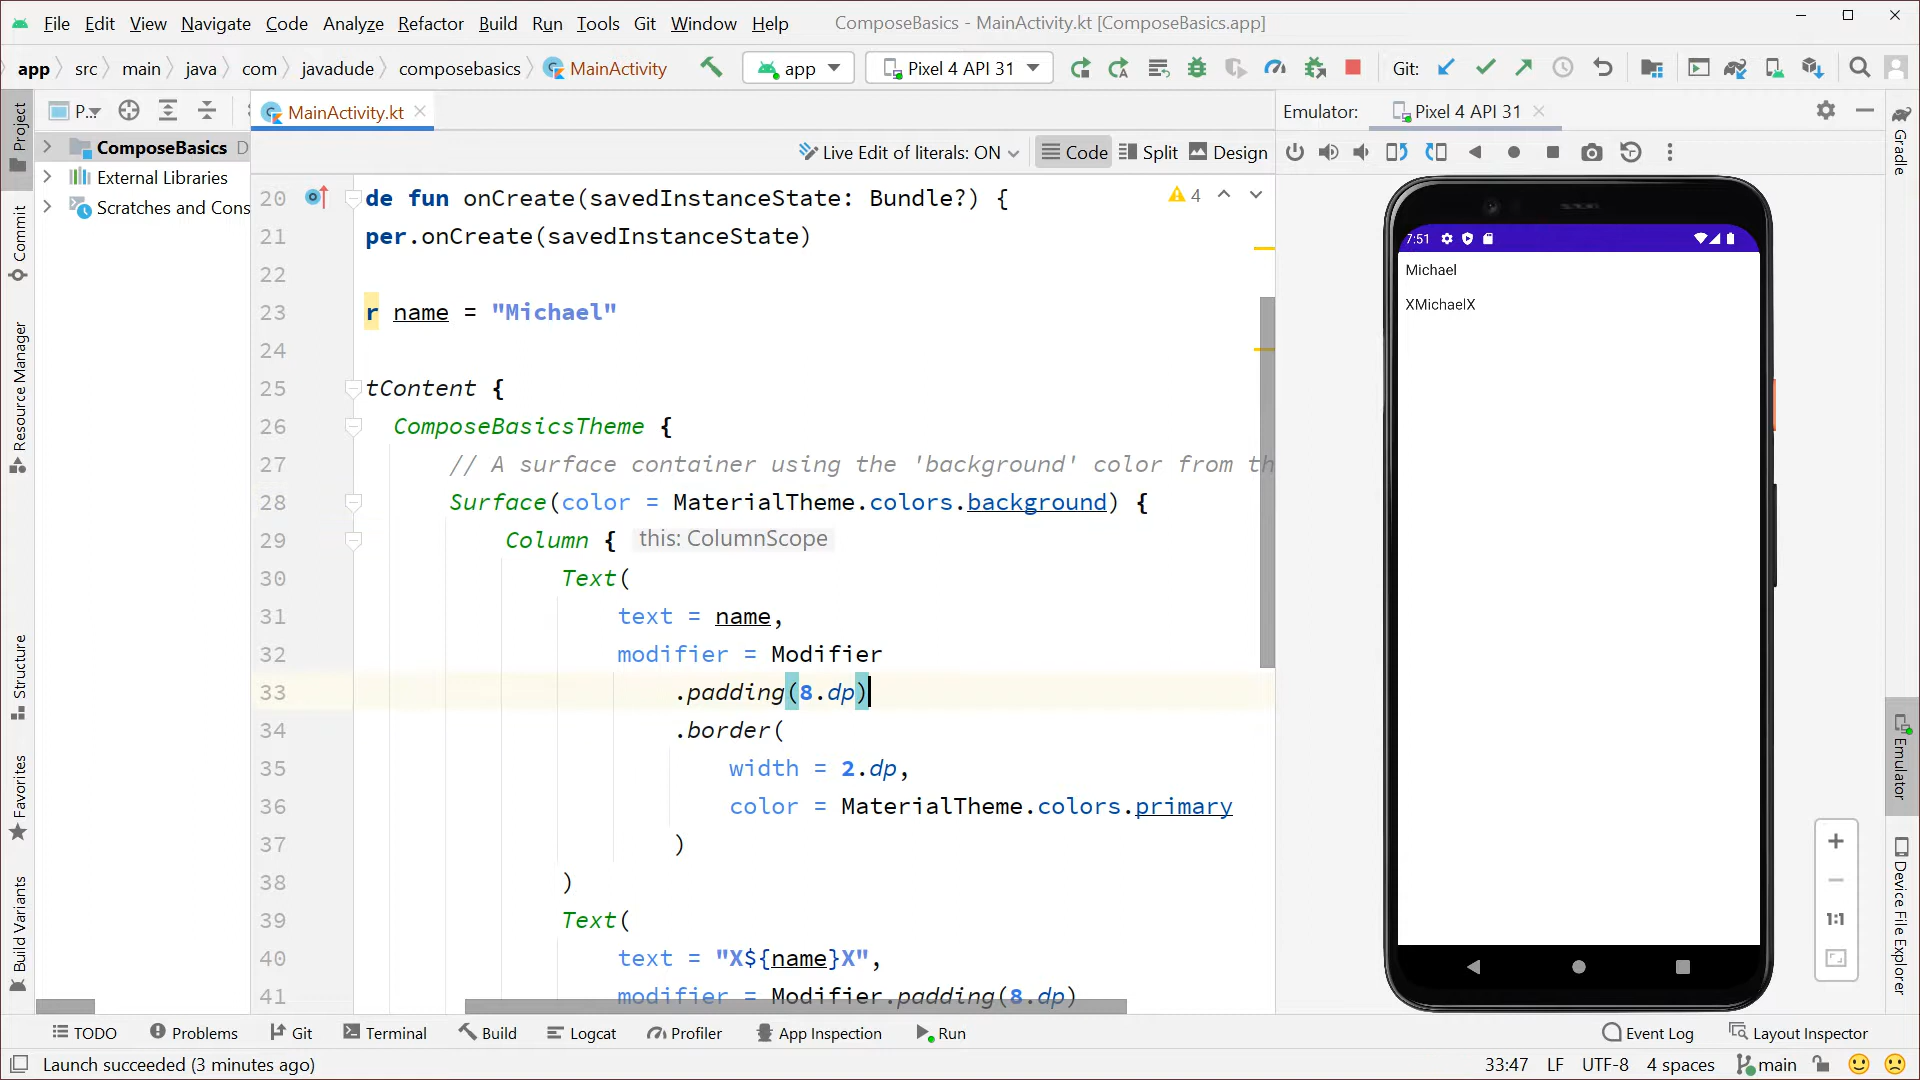 File Edit View Navigate Code Analyze Refactor Build Run Tools Git Window Help ComposeBasics - MainActivity.kt [ComposeBasics.app]
app src main java com javadude composebasics MainActivity app Pixel 4 API 31 Git:
P... MainActivity.kt Emulator: Pixel 4 API 31
Live Edit of literals: ON Code Split Design
Project
Commit
Resource Manager
Structure
Favorites
Build Variants
ComposeBasics D
External Libraries
Scratches and Cons
4
20 de fun onCreate(savedInstanceState: Bundle?) {
21 per.onCreate(savedInstanceState)
22
23 r name = "Michael"
24
25 tContent {
26 ComposeBasicsTheme {
27 // A surface container using the 'background' color from th
28 Surface(color = MaterialTheme.colors.background) {
29 Column { this: ColumnScope
30 Text(
31 text = name,
32 modifier = Modifier
33 .padding(8.dp)
34 .border(
35 width = 2.dp,
36 color = MaterialTheme.colors.primary
37 )
38 )
39 Text(
40 text = "X${name}X",
41 modifier = Modifier.padding(8.dp)
7:51
Michael
XMichaelX
1:1
Gradle
Emulator
Device File Explorer
TODO Problems Git Terminal Build Logcat Profiler App Inspection Run Event Log Layout Inspector
Launch succeeded (3 minutes ago) 33:47 LF UTF-8 4 spaces main